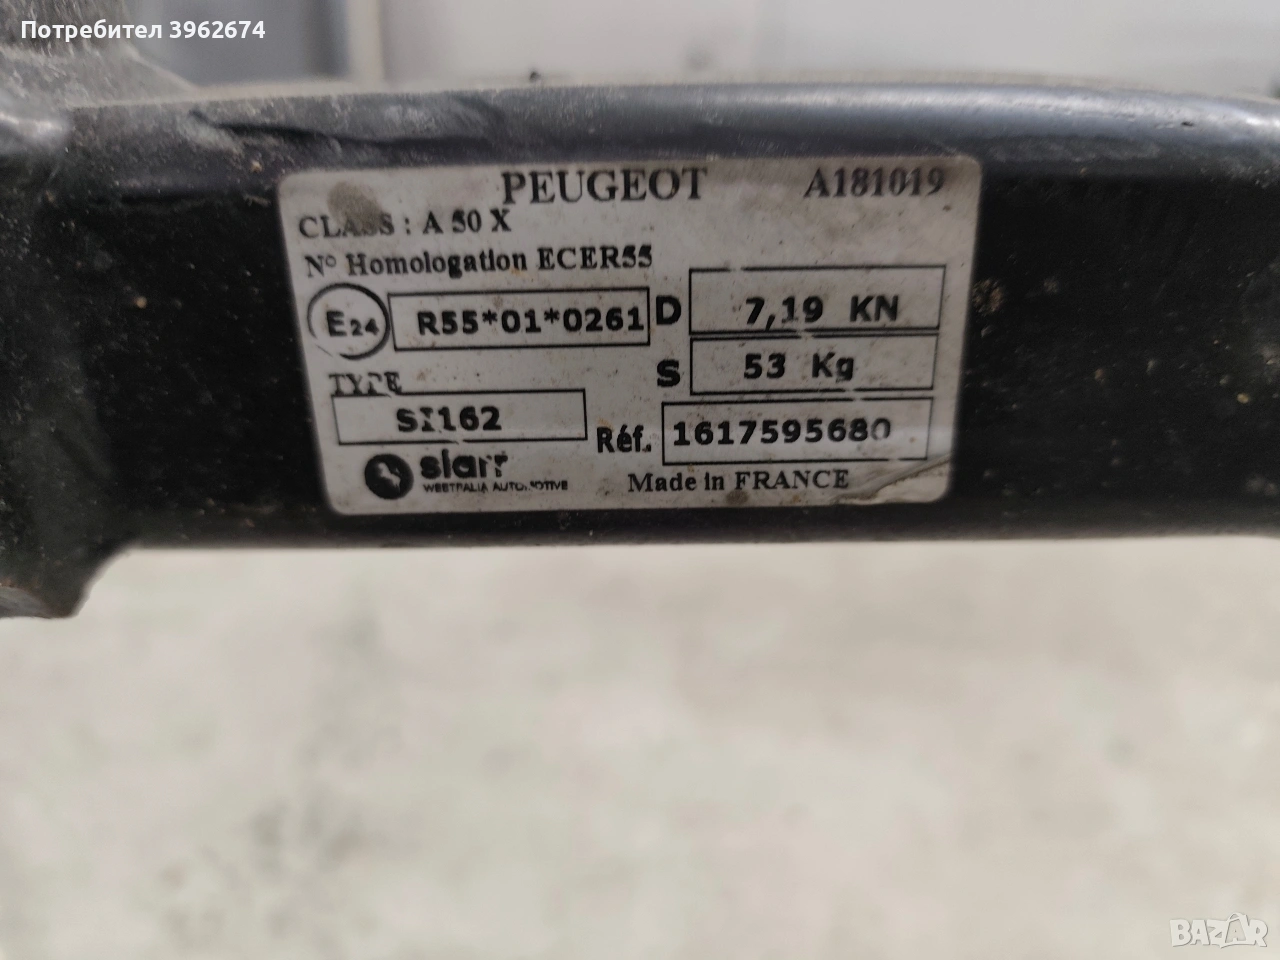 Потребител 3962674
PEUGEOT A181019
CLASS : A 50 X
N° Homologation ECER55
E24 R55*01*0261 D 7,19 KN
S 53 Kg
TYPE
SI162 Réf. 1617595680
siarr
WESTFALIA AUTOMOTIVE Made in FRANCE
BAZAR